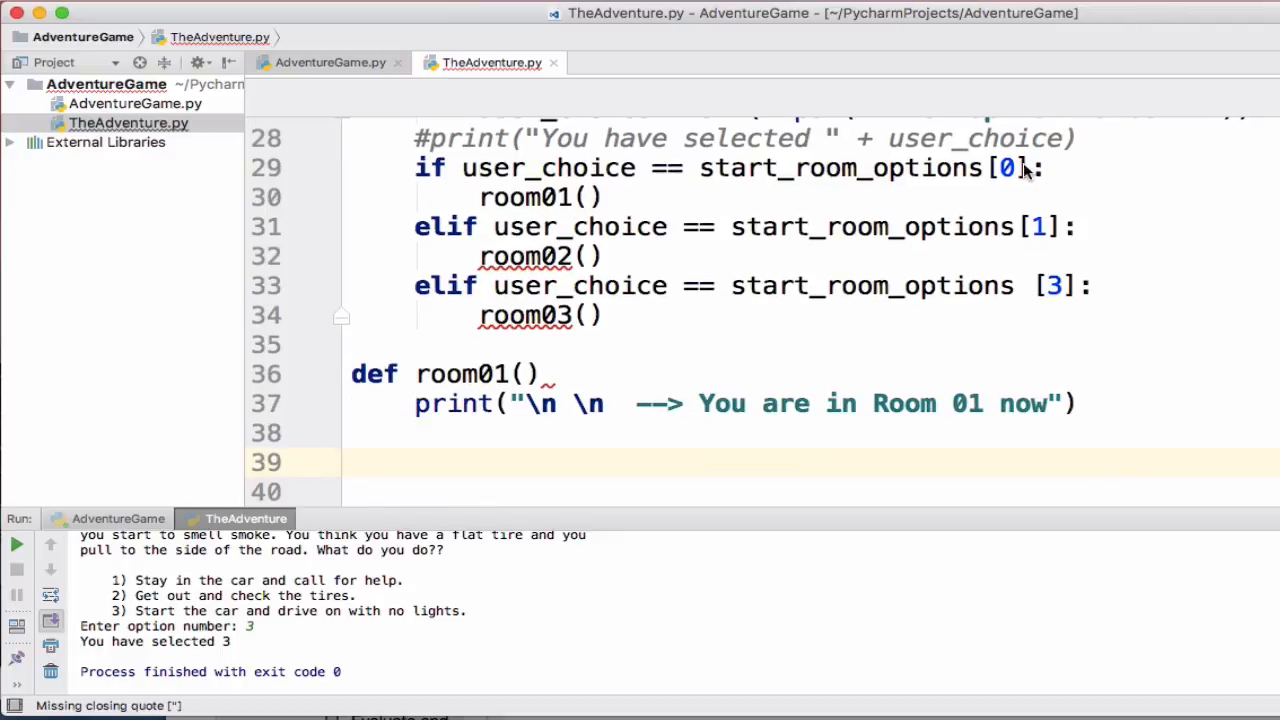 TheAdventure.py - AdventureGame - [~/PycharmProjects/AdventureGame]
AdventureGame TheAdventure.py
Project
AdventureGame.py TheAdventure.py
AdventureGame ~/Pycharm
AdventureGame.py
TheAdventure.py
External Libraries
28 #print("You have selected " + user_choice)
29 if user_choice == start_room_options[0]:
30 room01()
31 elif user_choice == start_room_options[1]:
32 room02()
33 elif user_choice == start_room_options [3]:
34 room03()
35
36 def room01()
37 print("\n \n --> You are in Room 01 now")
38
39
40
Run: AdventureGame TheAdventure
you start to smell smoke. You think you have a flat tire and you
pull to the side of the road. What do you do??
1) Stay in the car and call for help.
2) Get out and check the tires.
3) Start the car and drive on with no lights.
Enter option number: 3
You have selected 3
Process finished with exit code 0
Missing closing quote ["]